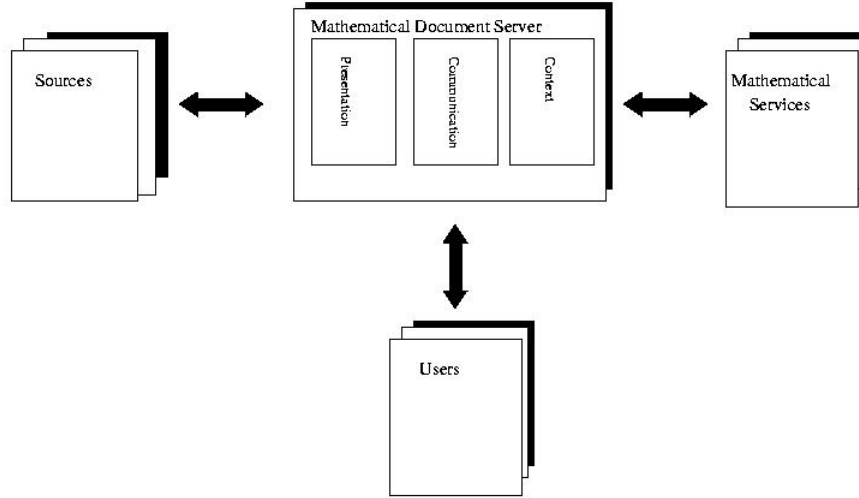 Mathematical Document Server
Sources
Presentation
Communication
Context
Mathematical
Services
Users